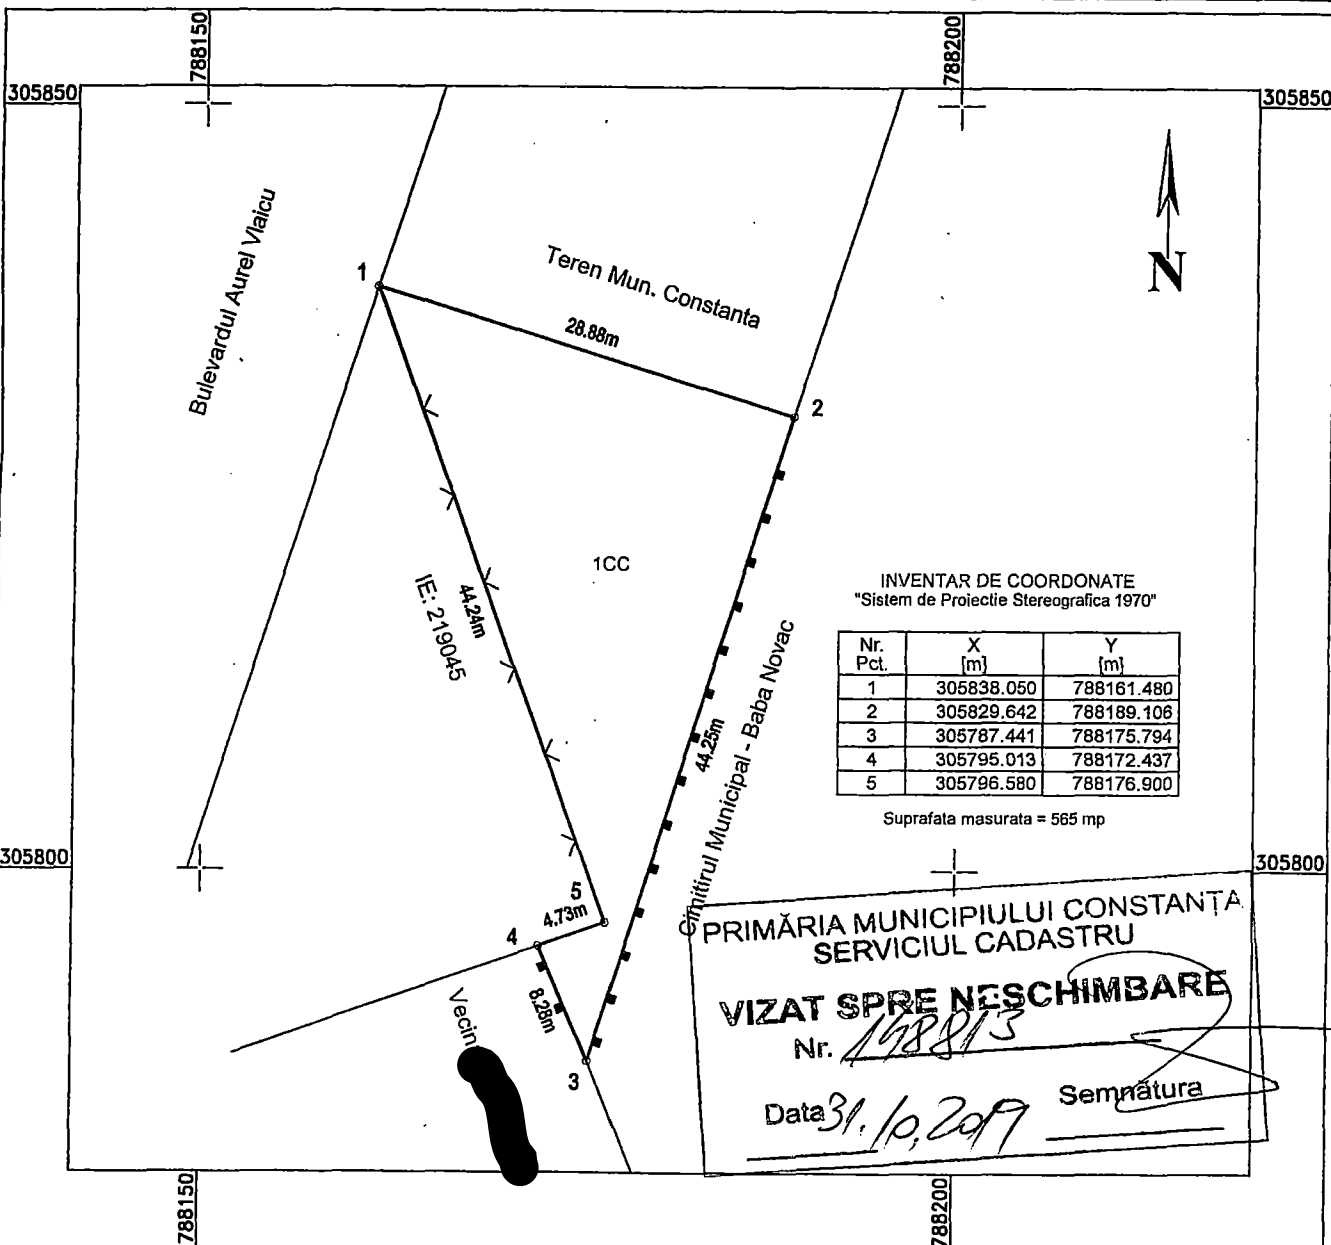 788150
788200
305850
305850
Bulevardul Aurel Vlaicu
Teren Mun. Constanta
N
1
28.88m
2
1CC
IE: 219045
44.24m
INVENTAR DE COORDONATE
"Sistem de Proiectie Stereografica 1970"
Nr. Pct. X [m] Y [m]
1 305838.050 788161.480
2 305829.642 788189.106
3 305787.441 788175.794
4 305795.013 788172.437
5 305796.580 788176.900
Suprafata masurata = 565 mp
44.25m
Cimitirul Municipal - Baba Novac
305800
305800
5
4.73m
4
8.28m
3
PRIMĂRIA MUNICIPIULUI CONSTANȚA
SERVICIUL CADASTRU
VIZAT SPRE NESCHIMBARE
Nr. 198813
Data 31.10.2019
Semnătura
788150
788200